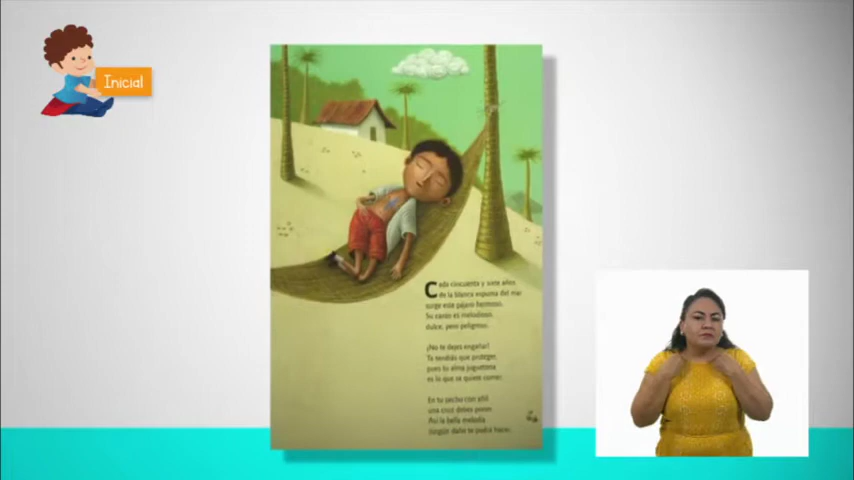 Inicial
Cada cincuenta y siete años
de la blanca espuma del mar
surge este pájaro hermoso.
Su canto es melodioso,
dulce, pero peligroso.
¡No te dejes engañar!
Te tendrás que proteger,
pues tu alma juguetona
es lo que se quiere comer.
En tu pecho con añil
una cruz debes poner.
Así la bella melodía
ningún daño te podrá hacer.